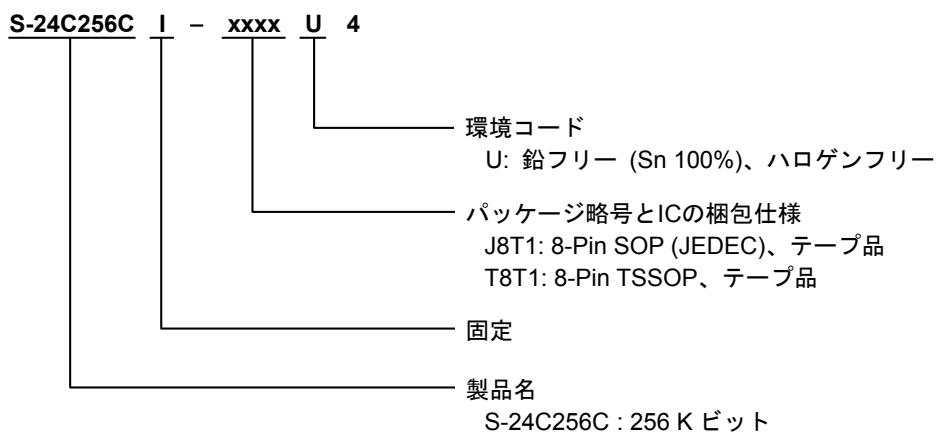 S-24C256C I – xxxx U 4
環境コード
U: 鉛フリー (Sn 100%)、ハロゲンフリー
パッケージ略号とICの梱包仕様
J8T1: 8-Pin SOP (JEDEC)、テープ品
T8T1: 8-Pin TSSOP、テープ品
固定
製品名
S-24C256C : 256 K ビット